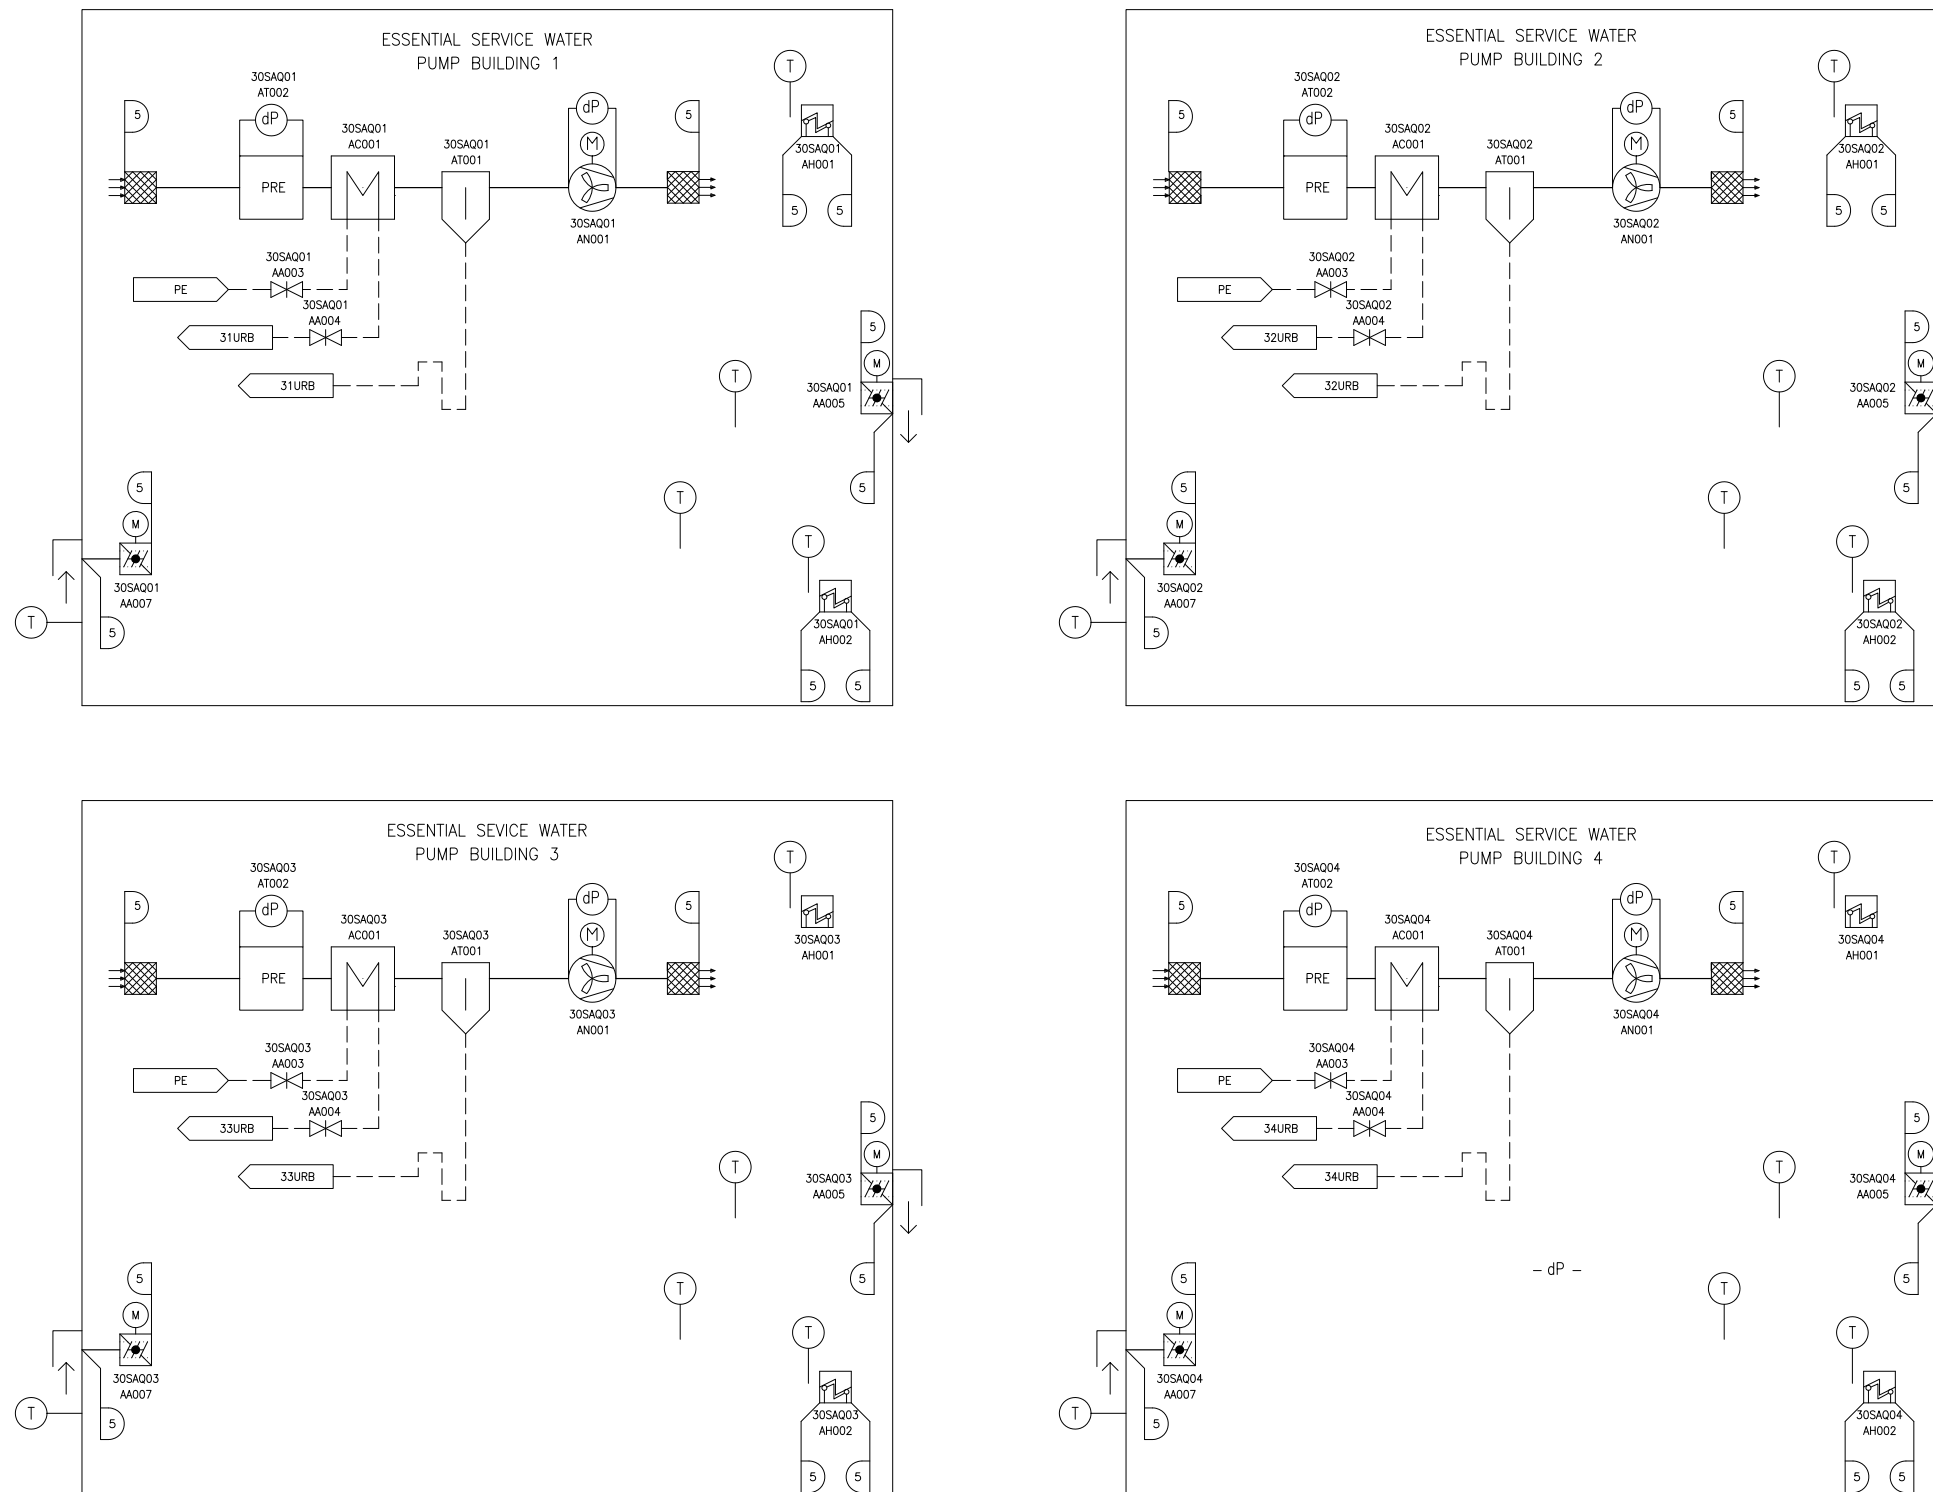 ESSENTIAL SERVICE WATER
PUMP BUILDING 1
T
30SAQ01
AT002
dP
5
dP
5
30SAQ01
AC001
30SAQ01
AT001
M
30SAQ01
AH001
PRE
5
5
30SAQ01
AN001
30SAQ01
AA003
PE
30SAQ01
AA004
31URB
5
M
31URB
T
30SAQ01
AA005
5
5
T
M
T
30SAQ01
AA007
T
5
30SAQ01
AH002
5
5
ESSENTIAL SERVICE WATER
PUMP BUILDING 2
T
30SAQ02
AT002
dP
5
dP
5
30SAQ02
AC001
30SAQ02
AT001
M
30SAQ02
AH001
PRE
5
5
30SAQ02
AN001
30SAQ02
AA003
PE
30SAQ02
AA004
32URB
5
M
32URB
T
30SAQ02
AA005
5
5
T
M
T
30SAQ02
AA007
T
5
30SAQ02
AH002
5
5
ESSENTIAL SEVICE WATER
PUMP BUILDING 3
T
30SAQ03
AT002
dP
5
dP
5
30SAQ03
AC001
30SAQ03
AT001
M
30SAQ03
AH001
PRE
30SAQ03
AN001
30SAQ03
AA003
PE
30SAQ03
AA004
33URB
5
M
33URB
T
30SAQ03
AA005
5
5
T
M
T
30SAQ03
AA007
T
5
30SAQ03
AH002
5
5
ESSENTIAL SERVICE WATER
PUMP BUILDING 4
T
30SAQ04
AT002
dP
5
dP
5
30SAQ04
AC001
30SAQ04
AT001
M
30SAQ04
AH001
PRE
30SAQ04
AN001
30SAQ04
AA003
PE
30SAQ04
AA004
34URB
5
M
34URB
T
30SAQ04
AA005
– dP –
5
5
T
M
T
30SAQ04
AA007
T
5
30SAQ04
AH002
5
5